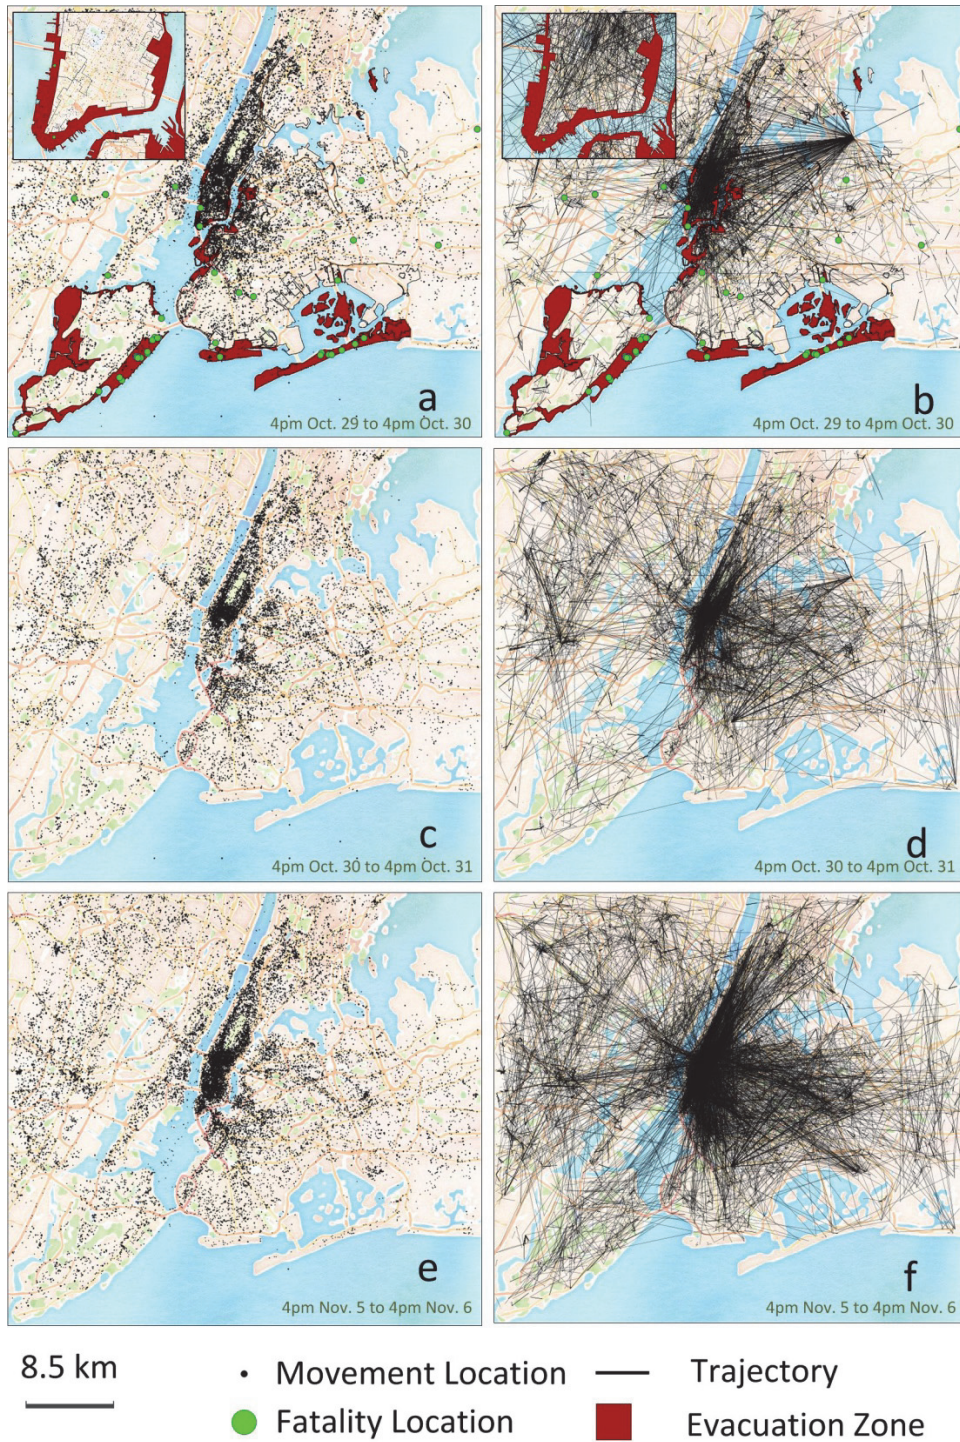 a
4pm Oct. 29 to 4pm Oct. 30
b
4pm Oct. 29 to 4pm Oct. 30
c
4pm Oct. 30 to 4pm Oct. 31
d
4pm Oct. 30 to 4pm Oct. 31
e
4pm Nov. 5 to 4pm Nov. 6
f
4pm Nov. 5 to 4pm Nov. 6
8.5 km
Movement Location
Trajectory
Fatality Location
Evacuation Zone